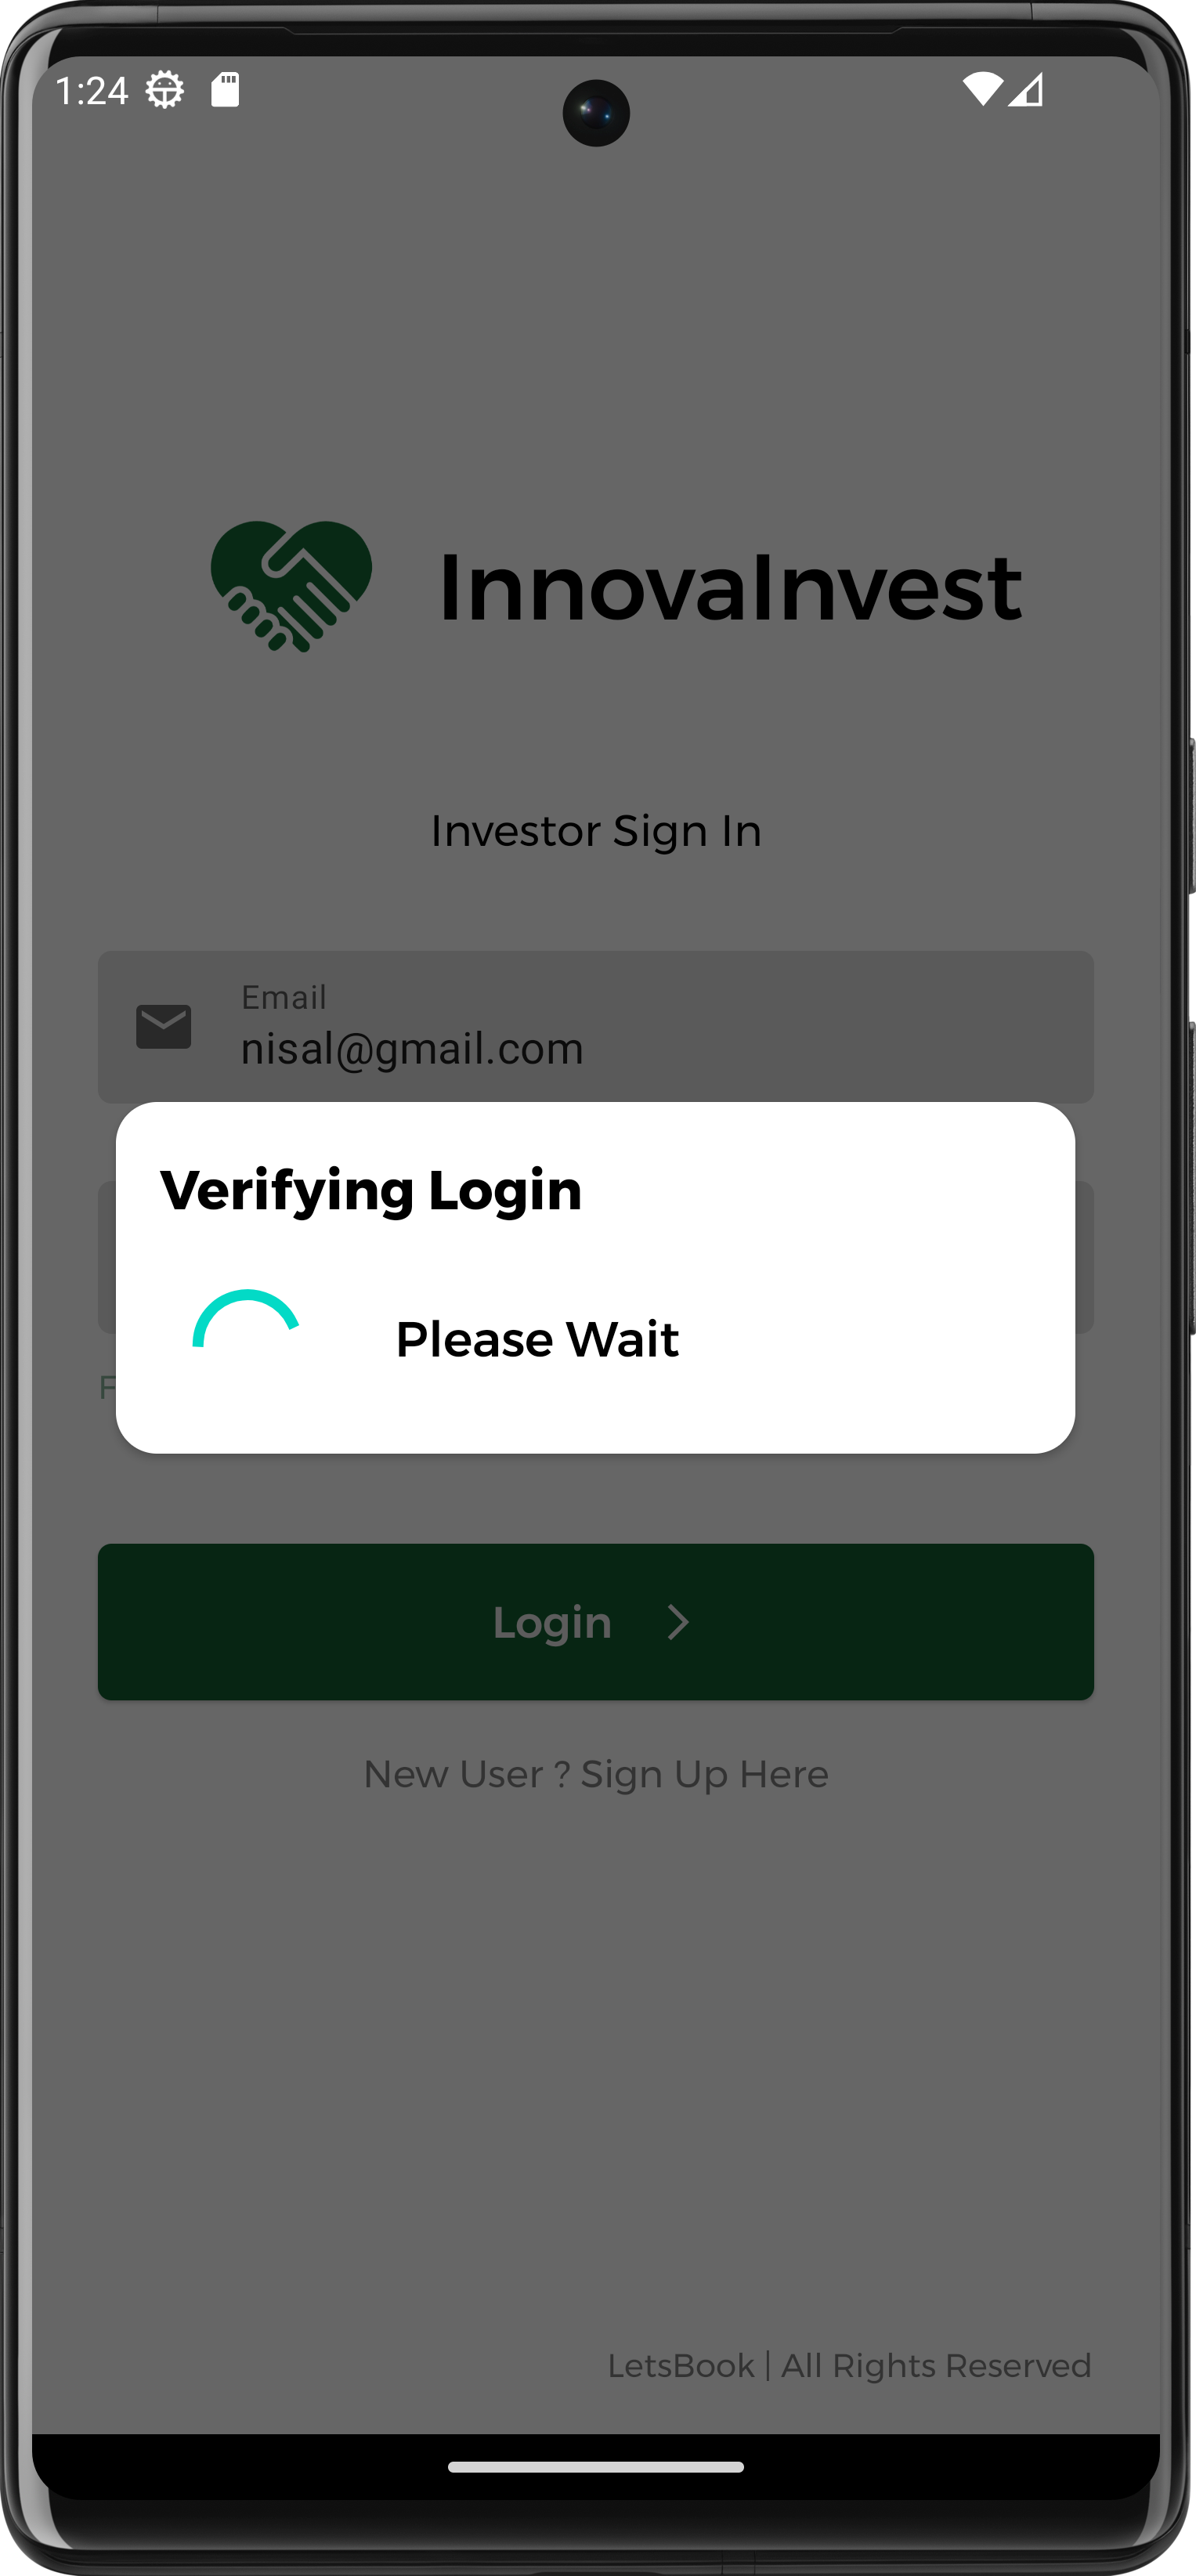 1:24
InnovaInvest
Investor Sign In
Email
nisal@gmail.com
Verifying Login
Please Wait
F
Login
New User ? Sign Up Here
LetsBook | All Rights Reserved